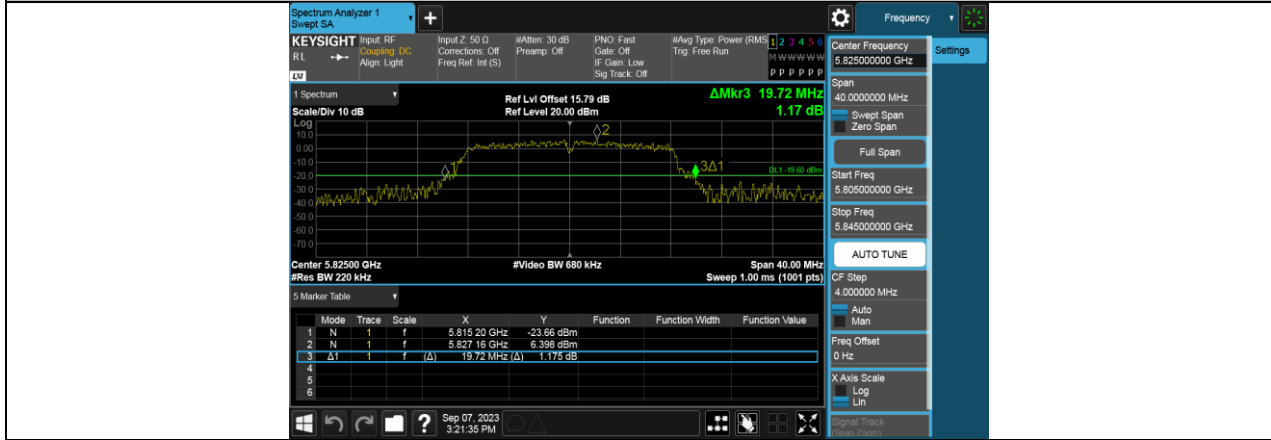 Spectrum Analyzer 1
Swept SA
+
Frequency
KEYSIGHT
RL
LXI
Input: RF
Coupling: DC
Align: Light
Input Z: 50 Ω
Corrections: Off
Freq Ref: Int (S)
#Atten: 30 dB
Preamp: Off
PNO: Fast
Gate: Off
IF Gain: Low
Sig Track: Off
#Avg Type: Power (RMS
Trig: Free Run
1 2 3 4 5 6
M W W W W W
P P P P P P
1 Spectrum
Scale/Div 10 dB
Ref Lvl Offset 15.79 dB
Ref Level 20.00 dBm
ΔMkr3 19.72 MHz
1.17 dB
Log
10.0
0.00
-10.0
-20.0
-30.0
-40.0
-50.0
-60.0
-70.0
1
2
3Δ1
DL1 -19.60 dBm
Center 5.82500 GHz
#Res BW 220 kHz
#Video BW 680 kHz
Span 40.00 MHz
Sweep 1.00 ms (1001 pts)
5 Marker Table
Mode Trace Scale X Y Function Function Width Function Value
1 N 1 f 5.815 20 GHz -23.66 dBm
2 N 1 f 5.827 16 GHz 6.398 dBm
3 Δ1 1 f (Δ) 19.72 MHz (Δ) 1.175 dB
4
5
6
?
Sep 07, 2023
3:21:35 PM
Center Frequency
5.825000000 GHz
Settings
Span
40.0000000 MHz
Swept Span
Zero Span
Full Span
Start Freq
5.805000000 GHz
Stop Freq
5.845000000 GHz
AUTO TUNE
CF Step
4.000000 MHz
Auto
Man
Freq Offset
0 Hz
X Axis Scale
Log
Lin
Signal Track
(Span Zoom)